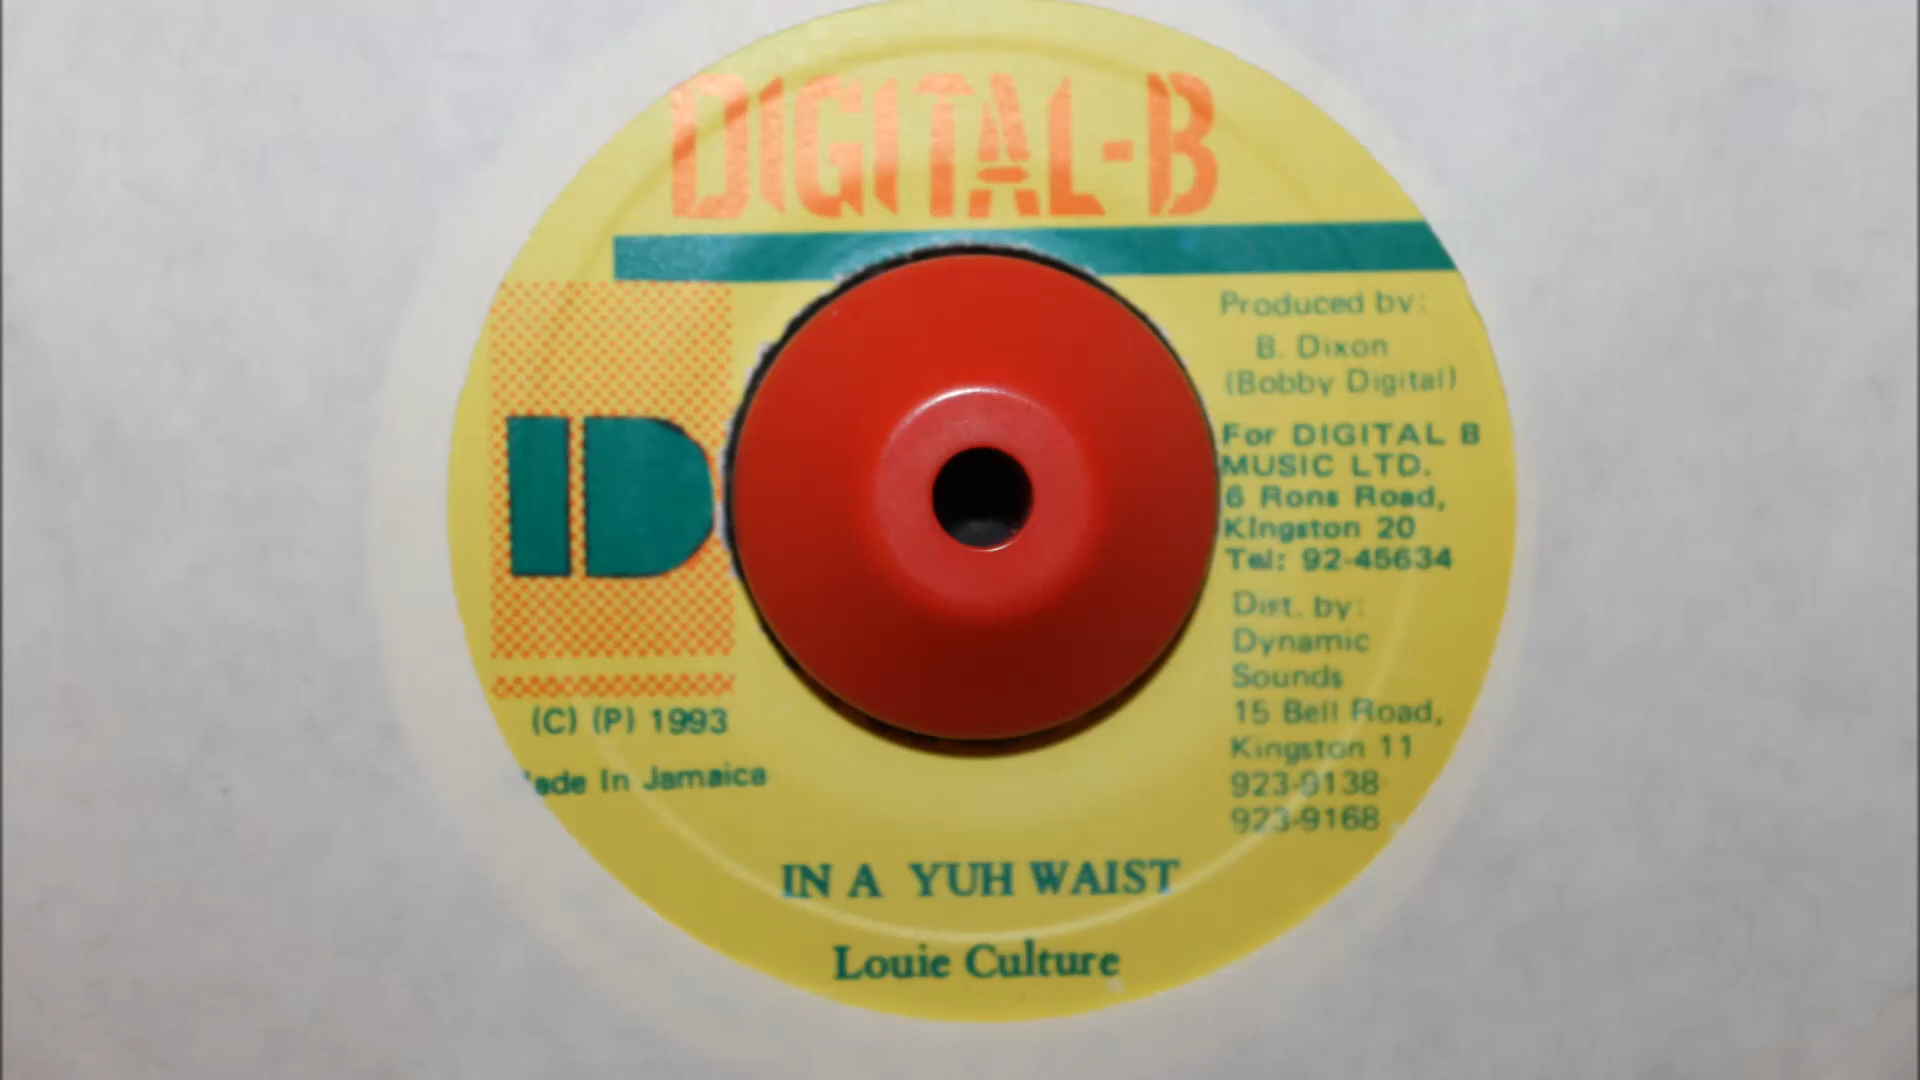 DIGITAL-B
Produced by:
B. Dixon
(Bobby Digital)
For DIGITAL B
MUSIC LTD.
6 Rons Road,
KIngston 20
Tel: 92-45634
Dist. by:
Dynamic
Sounds
15 Bell Road,
Kingston 11
923-9138
923-9168
D
(C) (P) 1993
ade In Jamaica
IN A YUH WAIST
Louie Culture